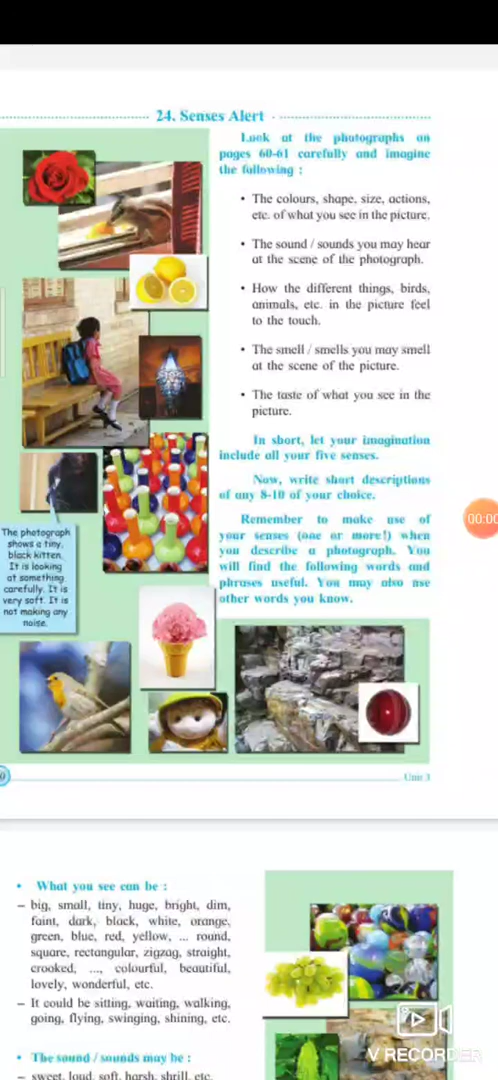 24. Senses Alert
Look at the photographs on
pages 60-61 carefully and imagine
the following :
• The colours, shape, size, actions,
etc. of what you see in the picture.
• The sound / sounds you may hear
at the scene of the photograph.
• How the different things, birds,
animals, etc. in the picture feel
to the touch.
• The smell / smells you may smell
at the scene of the picture.
• The taste of what you see in the
picture.
In short, let your imagination
include all your five senses.
Now, write short descriptions
of any 8-10 of your choice.
Remember to make use of
your senses (one or more!) when
you describe a photograph. You
will find the following words and
phrases useful. You may also use
other words you know.
The photograph
shows a tiny,
black kitten.
It is looking
at something
carefully. It is
very soft. It is
not making any
noise.
00:00
0
Unit 3
• What you see can be :
– big, small, tiny, huge, bright, dim,
faint, dark, black, white, orange,
green, blue, red, yellow, ... round,
square, rectangular, zigzag, straight,
crooked, ..., colourful, beautiful,
lovely, wonderful, etc.
– It could be sitting, waiting, walking,
going, flying, swinging, shining, etc.
• The sound / sounds may be :
– sweet, loud, soft, harsh, shrill, etc.
V RECORDER